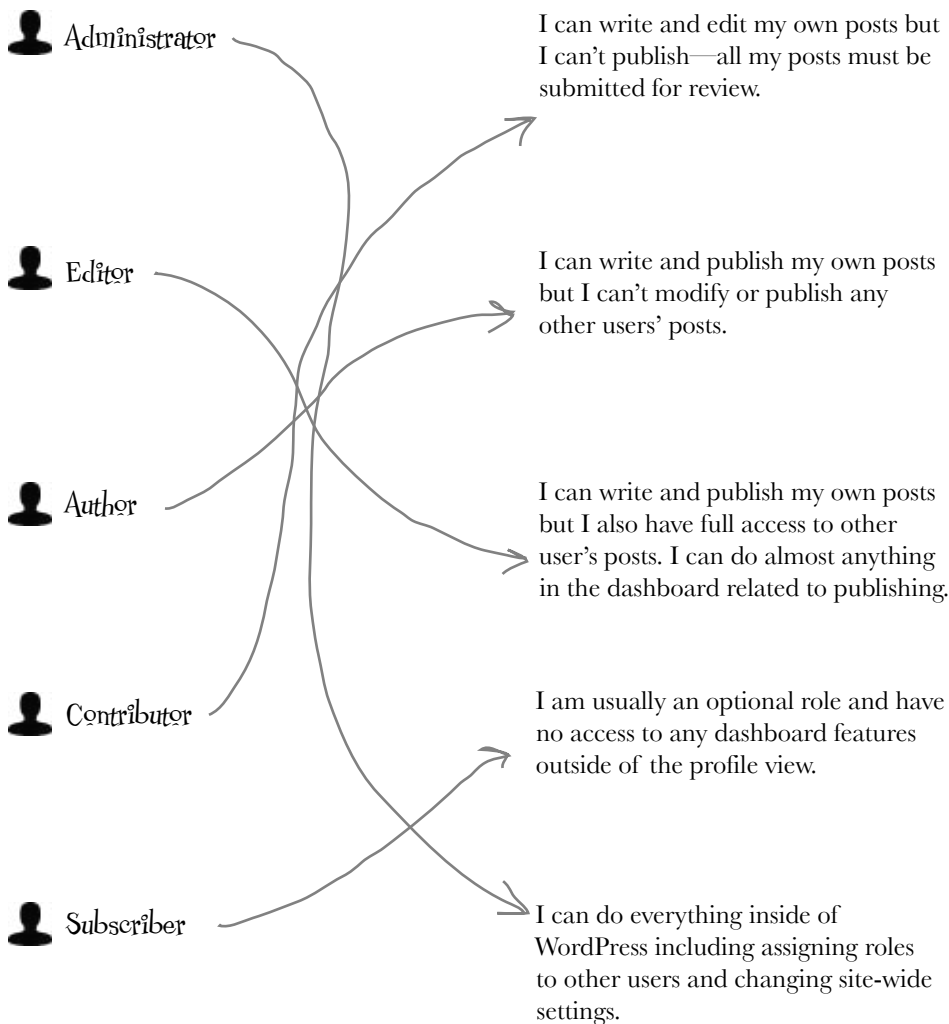 Administrator
I can write and edit my own posts but
I can’t publish—all my posts must be
submitted for review.
Editor
I can write and publish my own posts
but I can’t modify or publish any
other users’ posts.
Author
I can write and publish my own posts
but I also have full access to other
user’s posts. I can do almost anything
in the dashboard related to publishing.
Contributor
I am usually an optional role and have
no access to any dashboard features
outside of the profile view.
Subscriber
I can do everything inside of
WordPress including assigning roles
to other users and changing site-wide
settings.